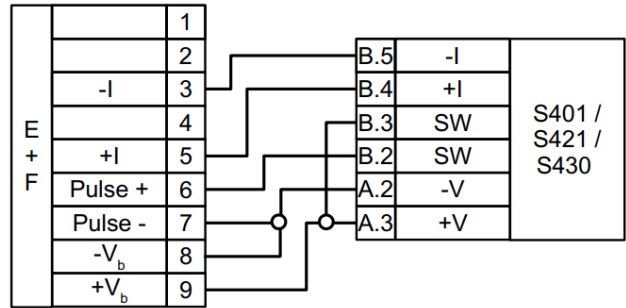 E
+
F
1
2
-I 3
4
+I 5
Pulse + 6
Pulse - 7
-Vb 8
+Vb 9
B.5 -I
B.4 +I
B.3 SW
B.2 SW
A.2 -V
A.3 +V
S401 /
S421 /
S430